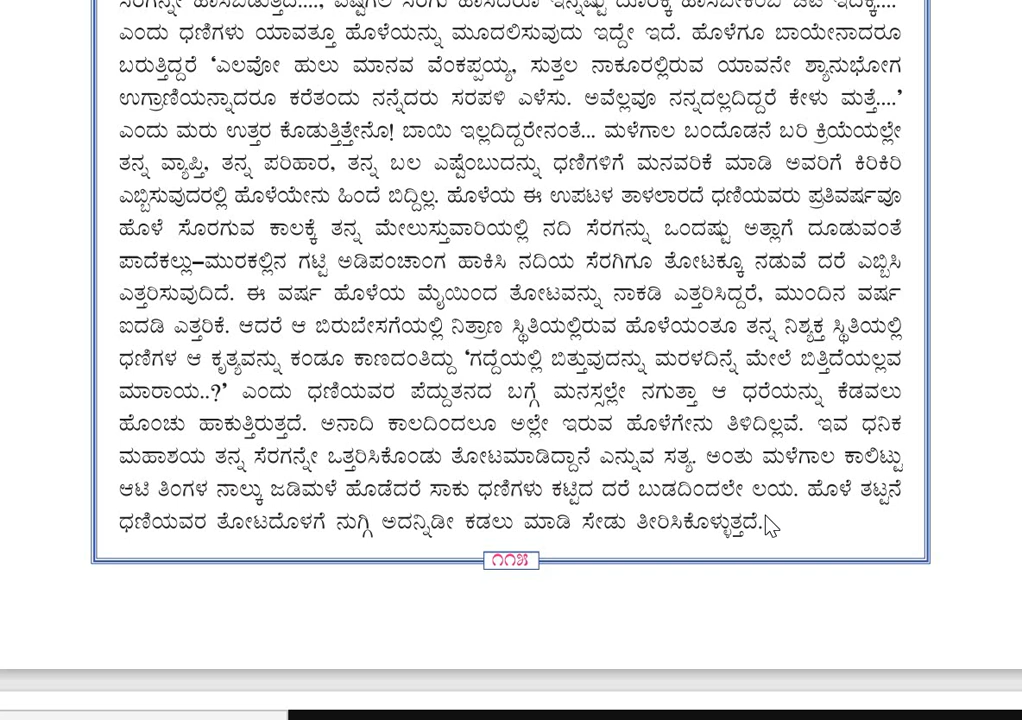 ಎಂದು ಧಣಿಗಳು ಯಾವತ್ತೂ ಹೊಳೆಯನ್ನು ಮೂದಲಿಸುವುದು ಇದ್ದೇ ಇದೆ. ಹೊಳೆಗೂ ಬಾಯೇನಾದರೂ
ಬರುತ್ತಿದ್ದರೆ ‘ಎಲವೋ ಹುಲು ಮಾನವ ವೆಂಕಪ್ಪಯ್ಯ, ಸುತ್ತಲ ನಾಕೂರಲ್ಲಿರುವ ಯಾವನೇ ಶ್ಯಾನುಭೋಗ
ಉಗ್ರಾಣಿಯನ್ನಾದರೂ ಕರೆತಂದು ನನ್ನೆದರು ಸರಪಳಿ ಎಳೆಸು. ಅವೆಲ್ಲವೂ ನನ್ನದಲ್ಲದಿದ್ದರೆ ಕೇಳು ಮತ್ತೆ....’
ಎಂದು ಮರು ಉತ್ತರ ಕೊಡುತ್ತಿತ್ತೇನೊ! ಬಾಯಿ ಇಲ್ಲದಿದ್ದರೇನಂತೆ... ಮಳೆಗಾಲ ಬಂದೊಡನೆ ಬರಿ ಕ್ರಿಯೆಯಲ್ಲೇ
ತನ್ನ ವ್ಯಾಪ್ತಿ, ತನ್ನ ಪರಿಹಾರ, ತನ್ನ ಬಲ ಎಷ್ಟೆಂಬುದನ್ನು ಧಣಿಗಳಿಗೆ ಮನವರಿಕೆ ಮಾಡಿ ಅವರಿಗೆ ಕಿರಿಕಿರಿ
ಎಬ್ಬಿಸುವುದರಲ್ಲಿ ಹೊಳೆಯೇನು ಹಿಂದೆ ಬಿದ್ದಿಲ್ಲ. ಹೊಳೆಯ ಈ ಉಪಟಳ ತಾಳಲಾರದೆ ಧಣಿಯವರು ಪ್ರತಿವರ್ಷವೂ
ಹೊಳೆ ಸೊರಗುವ ಕಾಲಕ್ಕೆ ತನ್ನ ಮೇಲುಸ್ತುವಾರಿಯಲ್ಲಿ ನದಿ ಸೆರಗನ್ನು ಒಂದಷ್ಟು ಅತ್ಲಾಗೆ ದೂಡುವಂತೆ
ಪಾದೆಕಲ್ಲು–ಮುರಕಲ್ಲಿನ ಗಟ್ಟಿ ಅಡಿಪಂಚಾಂಗ ಹಾಕಿಸಿ ನದಿಯ ಸೆರಗಿಗೂ ತೋಟಕ್ಕೂ ನಡುವೆ ದರೆ ಎಬ್ಬಿಸಿ
ಎತ್ತರಿಸುವುದಿದೆ. ಈ ವರ್ಷ ಹೊಳೆಯ ಮೈಯಿಂದ ತೋಟವನ್ನು ನಾಕಡಿ ಎತ್ತರಿಸಿದ್ದರೆ, ಮುಂದಿನ ವರ್ಷ
ಐದಡಿ ಎತ್ತರಿಕೆ. ಆದರೆ ಆ ಬಿರುಬೇಸಗೆಯಲ್ಲಿ ನಿತ್ರಾಣ ಸ್ಥಿತಿಯಲ್ಲಿರುವ ಹೊಳೆಯಂತೂ ತನ್ನ ನಿಶ್ಯಕ್ತ ಸ್ಥಿತಿಯಲ್ಲಿ
ಧಣಿಗಳ ಆ ಕೃತ್ಯವನ್ನು ಕಂಡೂ ಕಾಣದಂತಿದ್ದು ‘ಗದ್ದೆಯಲ್ಲಿ ಬಿತ್ತುವುದನ್ನು ಮರಳದಿನ್ನೆ ಮೇಲೆ ಬಿತ್ತಿದೆಯಲ್ಲವ
ಮಾರಾಯ..?’ ಎಂದು ಧಣಿಯವರ ಪೆದ್ದುತನದ ಬಗ್ಗೆ ಮನಸ್ಸಲ್ಲೇ ನಗುತ್ತಾ ಆ ಧರೆಯನ್ನು ಕೆಡವಲು
ಹೊಂಚು ಹಾಕುತ್ತಿರುತ್ತದೆ. ಅನಾದಿ ಕಾಲದಿಂದಲೂ ಅಲ್ಲೇ ಇರುವ ಹೊಳೆಗೇನು ತಿಳಿದಿಲ್ಲವೆ. ಇವ ಧನಿಕ
ಮಹಾಶಯ ತನ್ನ ಸೆರಗನ್ನೇ ಒತ್ತರಿಸಿಕೊಂಡು ತೋಟಮಾಡಿದ್ದಾನೆ ಎನ್ನುವ ಸತ್ಯ. ಅಂತು ಮಳೆಗಾಲ ಕಾಲಿಟ್ಟು
ಆಟಿ ತಿಂಗಳ ನಾಲ್ಕು ಜಡಿಮಳೆ ಹೊಡೆದರೆ ಸಾಕು ಧಣಿಗಳು ಕಟ್ಟಿದ ದರೆ ಬುಡದಿಂದಲೇ ಲಯ. ಹೊಳೆ ತಟ್ಟನೆ
ಧಣಿಯವರ ತೋಟದೊಳಗೆ ನುಗ್ಗಿ ಅದನ್ನಿಡೀ ಕಡಲು ಮಾಡಿ ಸೇಡು ತೀರಿಸಿಕೊಳ್ಳುತ್ತದೆ.
೧೧೫